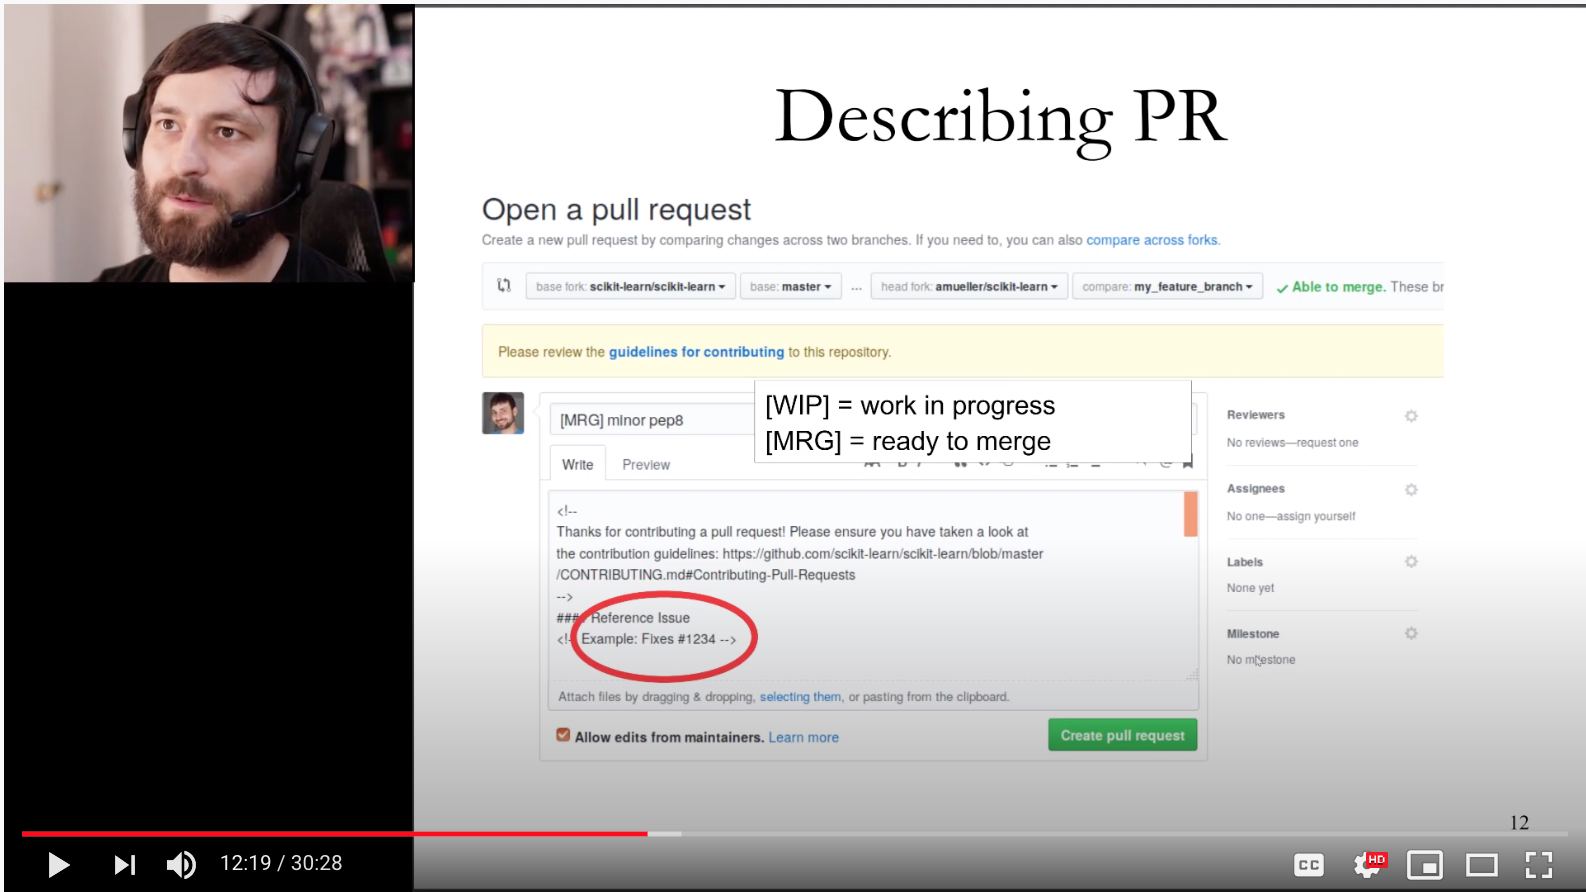 Describing PR
Open a pull request
Create a new pull request by comparing changes across two branches. If you need to, you can also compare across forks.
base fork: scikit-learn/scikit-learn base: master ... head fork: amueller/scikit-learn compare: my_feature_branch Able to merge. These br
Please review the guidelines for contributing to this repository.
[MRG] minor pep8
[WIP] = work in progress
[MRG] = ready to merge
Write Preview
<!--
Thanks for contributing a pull request! Please ensure you have taken a look at
the contribution guidelines: https://github.com/scikit-learn/scikit-learn/blob/master
/CONTRIBUTING.md#Contributing-Pull-Requests
-->
#### Reference Issue
<!-- Example: Fixes #1234 -->
Attach files by dragging & dropping, selecting them, or pasting from the clipboard.
Allow edits from maintainers. Learn more
Create pull request
Reviewers
No reviews—request one
Assignees
No one—assign yourself
Labels
None yet
Milestone
No milestone
12
12:19 / 30:28
CC
HD